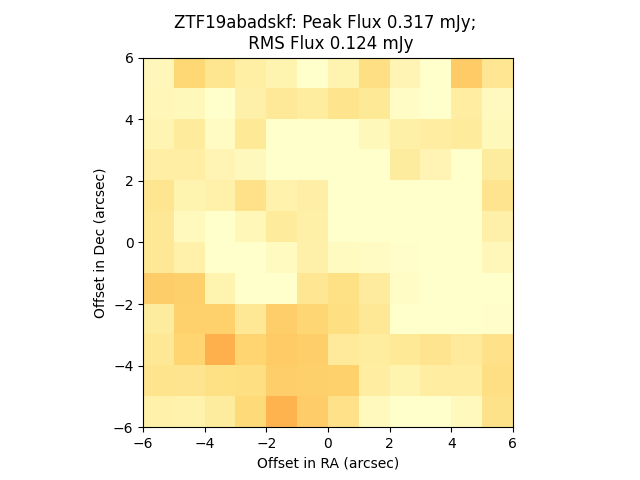 ZTF19abadskf: Peak Flux 0.317 mJy;
RMS Flux 0.124 mJy
6
4
2
0
−2
−4
−6
Offset in Dec (arcsec)
−6 −4 −2 0 2 4 6
Offset in RA (arcsec)